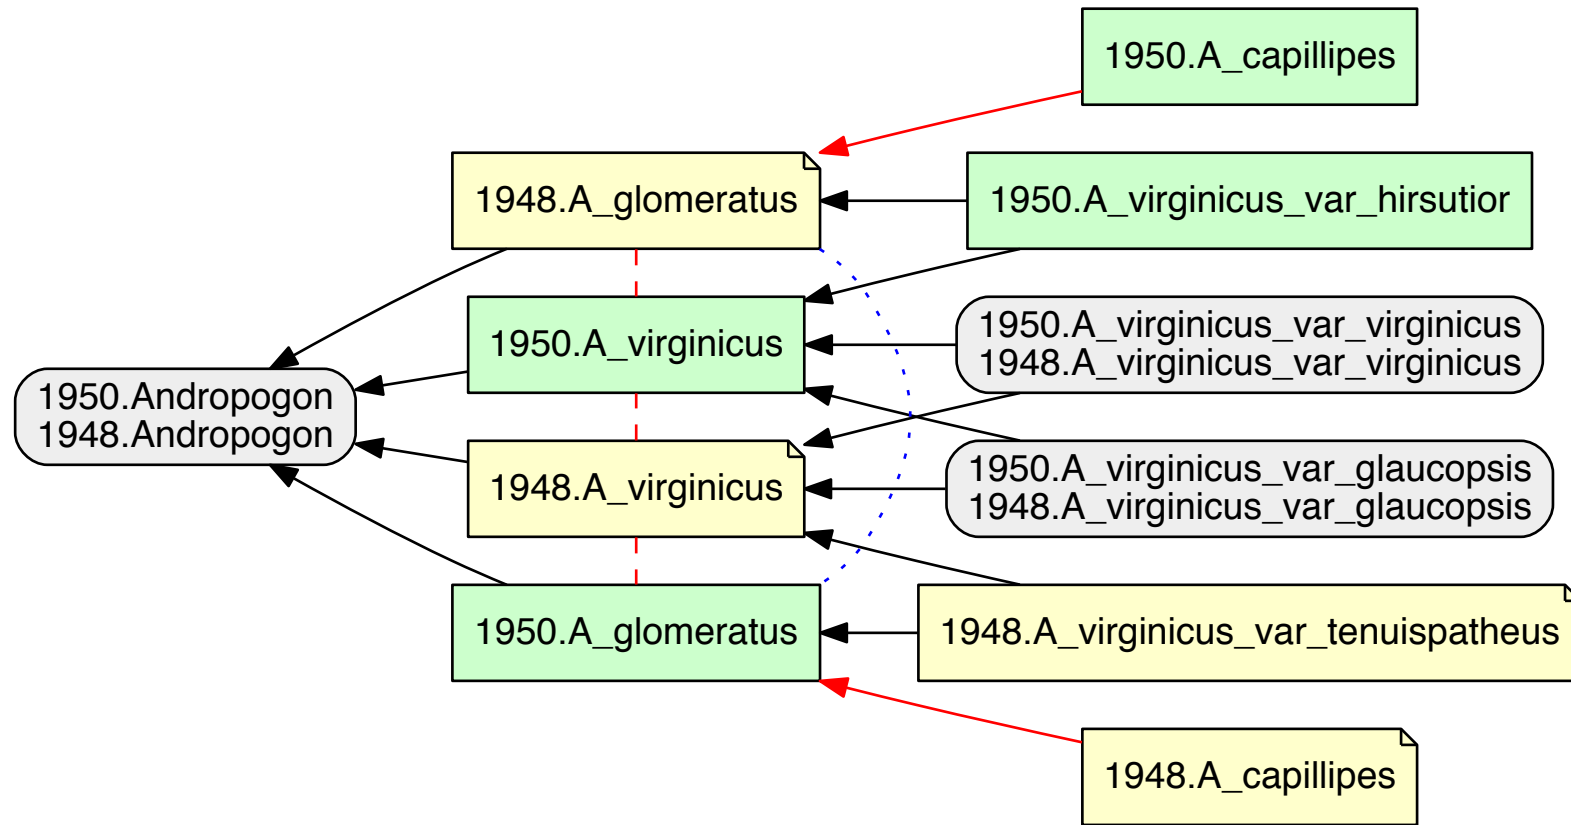 1950.A_capillipes
1948.A_glomeratus
1950.A_virginicus_var_hirsutior
1950.A_virginicus
1950.A_virginicus_var_virginicus
1948.A_virginicus_var_virginicus
1950.Andropogon
1948.Andropogon
1948.A_virginicus
1950.A_virginicus_var_glaucopsis
1948.A_virginicus_var_glaucopsis
1950.A_glomeratus
1948.A_virginicus_var_tenuispatheus
1948.A_capillipes